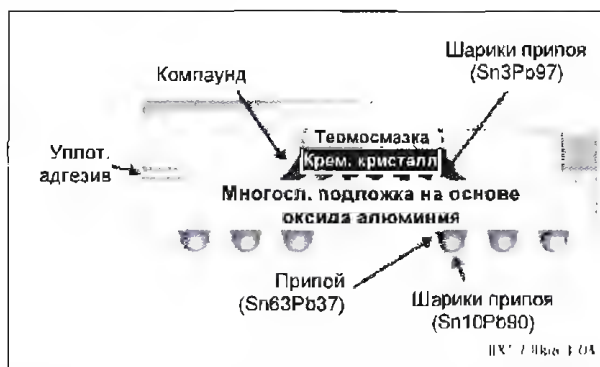 Шарики припоя
(Sn3Pb97)
Компаунд
Термосмазка
Крем. кристалл
Уплот.
адгезив
Многосл. подложка на основе
оксида алюминия
Припой
(Sn63Pb37)
Шарики припоя
(Sn10Pb90)